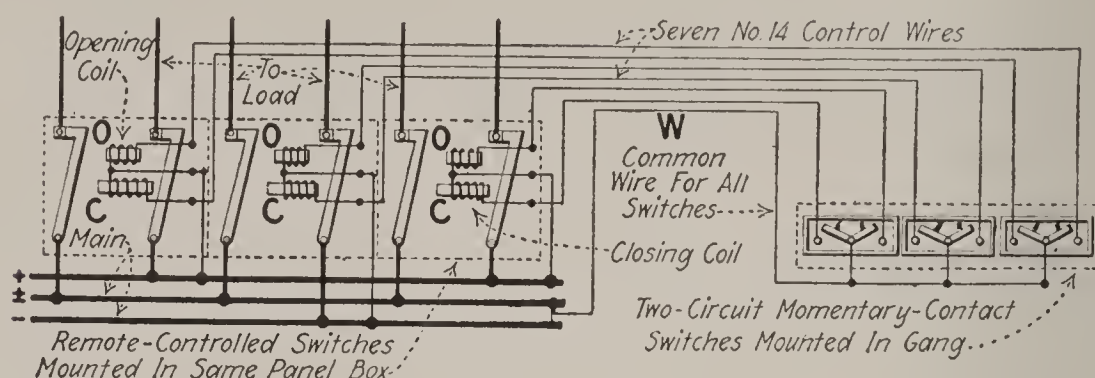 Opening
Coil
To
Load
Seven No. 14 Control Wires
O
O
O
W
Common
Wire For All
Switches
C
C
C
Main
Closing Coil
+
±
−
Remote-Controlled Switches
Mounted In Same Panel Box
Two-Circuit Momentary-Contact
Switches Mounted In Gang